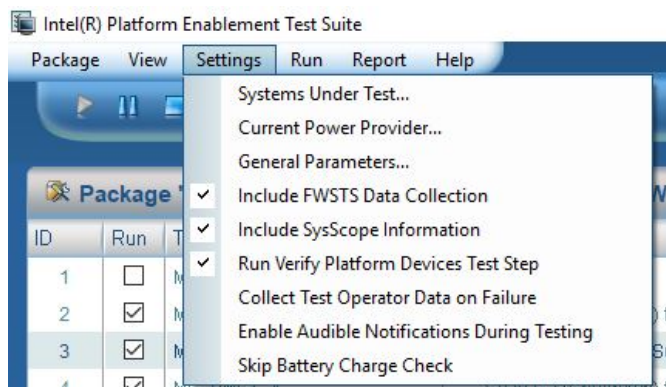 Intel(R) Platform Enablement Test Suite
Package View Settings Run Report Help
Systems Under Test...
Current Power Provider...
General Parameters...
Package
Include FWSTS Data Collection
ID Run
Include SysScope Information
1
Run Verify Platform Devices Test Step
2
Collect Test Operator Data on Failure
3
Enable Audible Notifications During Testing
Skip Battery Charge Check